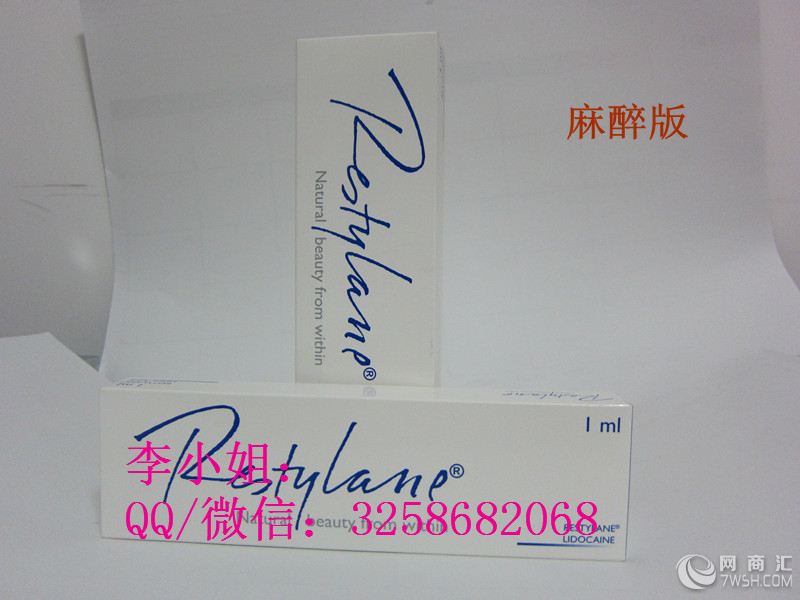 麻醉版
Restylane®
Natural beauty from within
Restylane
1 ml
Restylane®
李小姐:
Natural beauty from within
QQ/微信：3258682068
RESTYLANE®
LIDOCAINE
网商汇
7WSH.COM